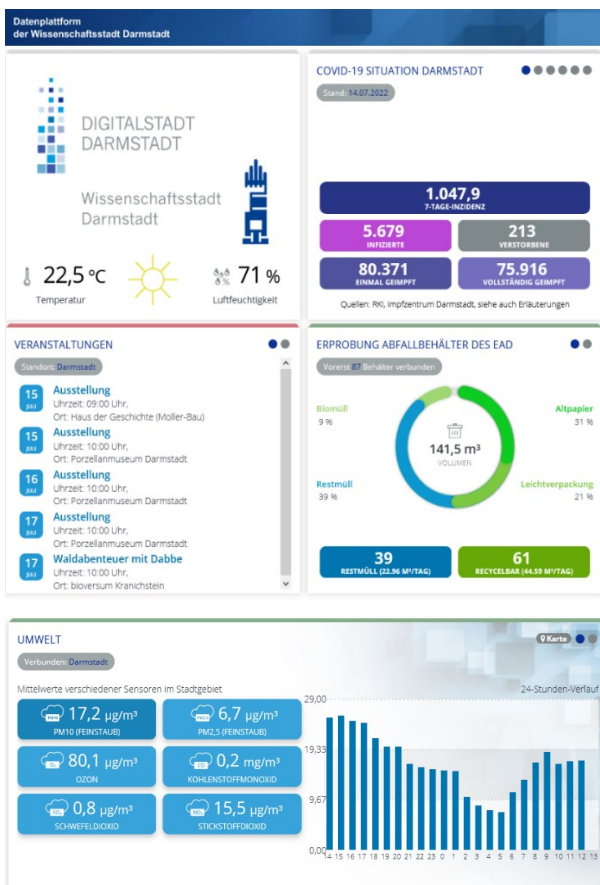 Datenplattform
der Wissenschaftsstadt Darmstadt
DIGITALSTADT
DARMSTADT
Wissenschaftsstadt
Darmstadt
22,5 °C
Temperatur
71 %
Luftfeuchtigkeit
COVID-19 SITUATION DARMSTADT
Stand: 14.07.2022
1.047,9
7-TAGE-INZIDENZ
5.679
INFIZIERTE
213
VERSTORBENE
80.371
EINMAL GEIMPFT
75.916
VOLLSTÄNDIG GEIMPFT
Quellen: RKI, Impfzentrum Darmstadt, siehe auch Erläuterungen
VERANSTALTUNGEN
Standort: Darmstadt
15
JULI
Ausstellung
Uhrzeit: 09:00 Uhr,
Ort: Haus der Geschichte (Moller-Bau)
15
JULI
Ausstellung
Uhrzeit: 10:00 Uhr,
Ort: Porzellanmuseum Darmstadt
16
JULI
Ausstellung
Uhrzeit: 10:00 Uhr,
Ort: Porzellanmuseum Darmstadt
17
JULI
Ausstellung
Uhrzeit: 10:00 Uhr,
Ort: Porzellanmuseum Darmstadt
17
JULI
Waldabenteuer mit Dabbe
Uhrzeit: 10:00 Uhr,
Ort: bioversum Kranichstein
ERPROBUNG ABFALLBEHÄLTER DES EAD
Vorerst 87 Behälter verbunden
Biomüll
9 %
Altpapier
31 %
141,5 m³
VOLUMEN
Restmüll
39 %
Leichtverpackung
21 %
39
RESTMÜLL (22.96 M³/TAG)
61
RECYCELBAR (44.59 M³/TAG)
UMWELT
Karte
Verbunden: Darmstadt
Mittelwerte verschiedener Sensoren im Stadtgebiet
PM10
17,2 µg/m³
PM10 (FEINSTAUB)
6,7 µg/m³
PM2,5 (FEINSTAUB)
O₃
80,1 µg/m³
OZON
CO
0,2 mg/m³
KOHLENSTOFFMONOXID
SO₂
0,8 µg/m³
SCHWEFELDIOXID
NO₂
15,5 µg/m³
STICKSTOFFDIOXID
24-Stunden-Verlauf
29,00
19,33
9,67
0,00
14 15 16 17 18 19 20 21 22 23 0 1 2 3 4 5 6 7 8 9 10 11 12 13